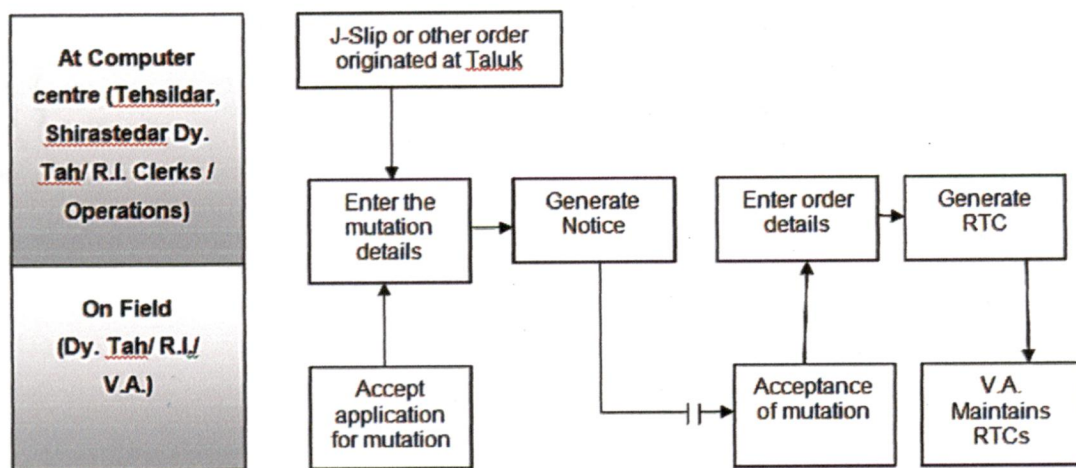 At Computer
centre (Tehsildar,
Shirastedar Dy.
Tah/ R.I. Clerks /
Operations)
On Field
(Dy. Tah/ R.I./
V.A.)
J-Slip or other order
originated at Taluk
Enter the
mutation
details
Generate
Notice
Enter order
details
Generate
RTC
Accept
application
for mutation
Acceptance
of mutation
V.A.
Maintains
RTCs